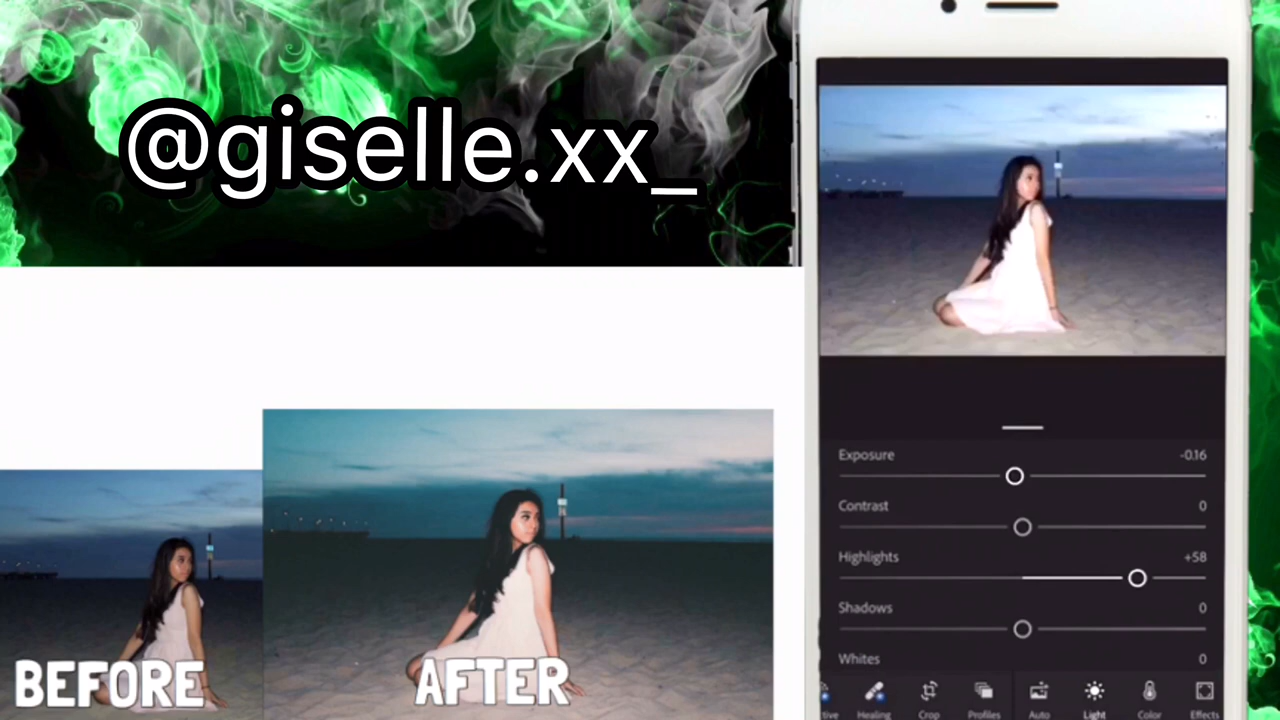 @giselle.xx_
BEFORE
AFTER
Exposure -0.16
Contrast 0
Highlights +58
Shadows 0
Whites 0
tive Healing Crop Profiles Auto Light Color Effects